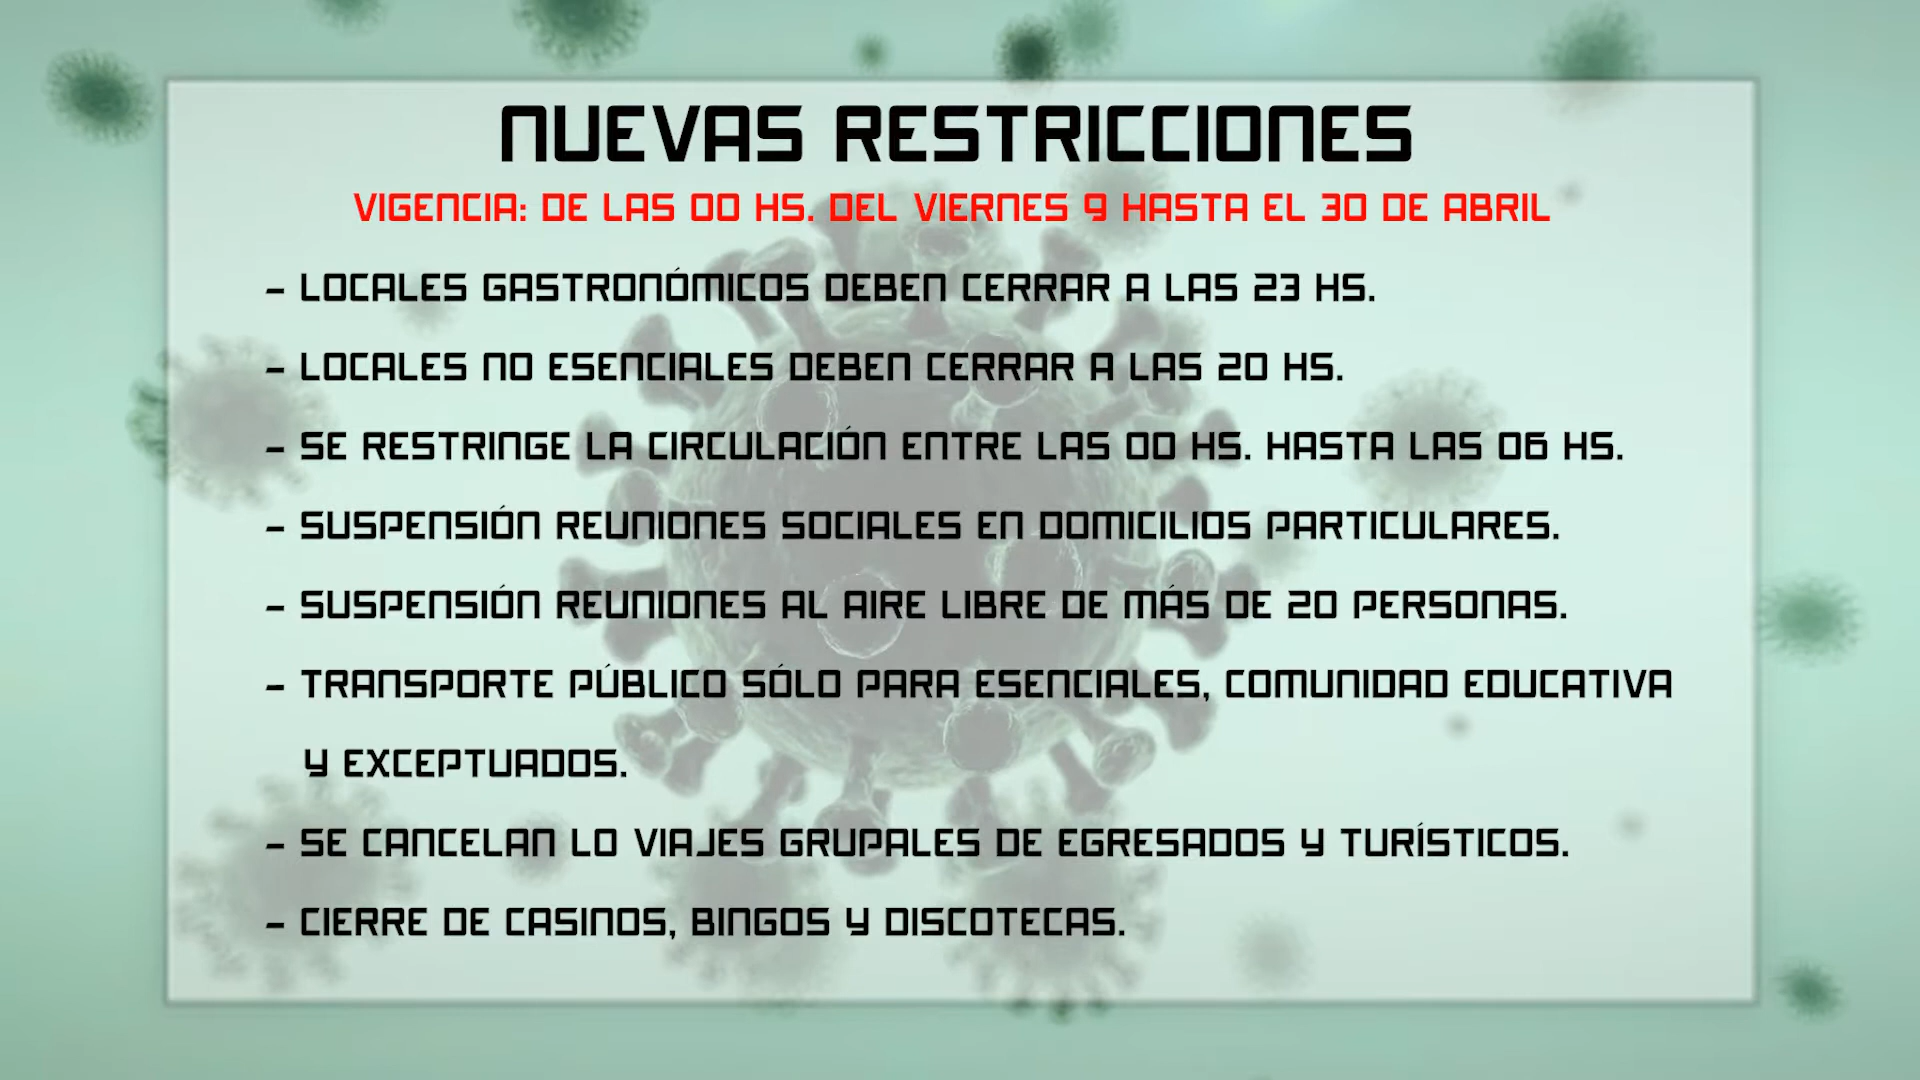 NUEVAS RESTRICCIONES
VIGENCIA: DE LAS 00 HS. DEL VIERNES 9 HASTA EL 30 DE ABRIL
- LOCALES GASTRONÓMICOS DEBEN CERRAR A LAS 23 HS.
- LOCALES NO ESENCIALES DEBEN CERRAR A LAS 20 HS.
- SE RESTRINGE LA CIRCULACIÓN ENTRE LAS 00 HS. HASTA LAS 06 HS.
- SUSPENSIÓN REUNIONES SOCIALES EN DOMICILIOS PARTICULARES.
- SUSPENSIÓN REUNIONES AL AIRE LIBRE DE MÁS DE 20 PERSONAS.
- TRANSPORTE PÚBLICO SÓLO PARA ESENCIALES, COMUNIDAD EDUCATIVA
Y EXCEPTUADOS.
- SE CANCELAN LO VIAJES GRUPALES DE EGRESADOS Y TURÍSTICOS.
- CIERRE DE CASINOS, BINGOS Y DISCOTECAS.